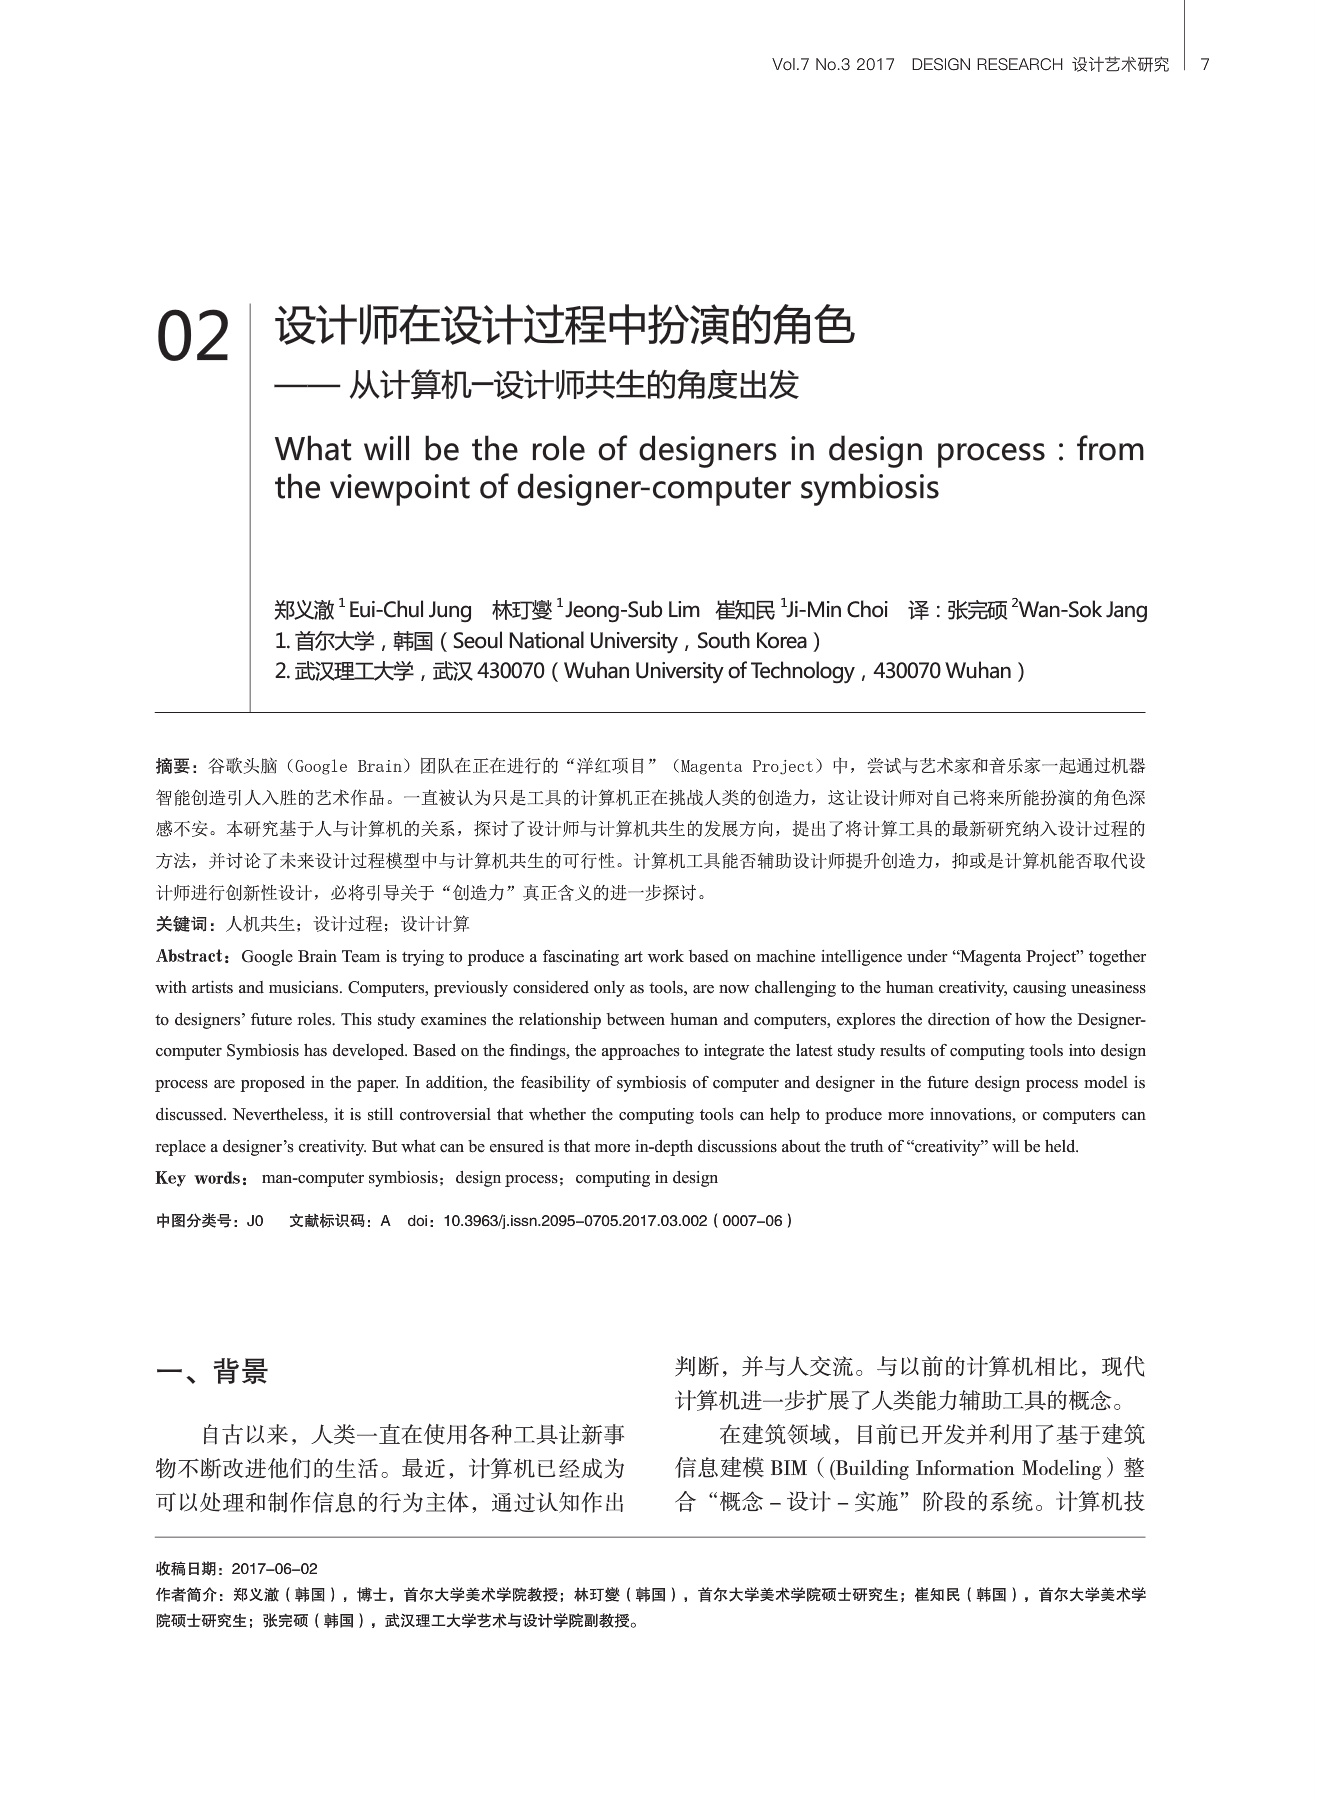 Vol.7 No.3 2017 DESIGN RESEARCH 设计艺术研究 7
02
设计师在设计过程中扮演的角色
—— 从计算机—设计师共生的角度出发
What will be the role of designers in design process : from
the viewpoint of designer-computer symbiosis
郑义澈 1 Eui-Chul Jung 林玎燮 1 Jeong-Sub Lim 崔知民 1Ji-Min Choi 译：张完硕 2Wan-Sok Jang
1. 首尔大学，韩国（Seoul National University，South Korea）
2. 武汉理工大学，武汉 430070（Wuhan University of Technology，430070 Wuhan）
摘要：谷歌头脑（Google Brain）团队在正在进行的“洋红项目”（Magenta Project）中，尝试与艺术家和音乐家一起通过机器
智能创造引人入胜的艺术作品。一直被认为只是工具的计算机正在挑战人类的创造力，这让设计师对自己将来所能扮演的角色深
感不安。本研究基于人与计算机的关系，探讨了设计师与计算机共生的发展方向，提出了将计算工具的最新研究纳入设计过程的
方法，并讨论了未来设计过程模型中与计算机共生的可行性。计算机工具能否辅助设计师提升创造力，抑或是计算机能否取代设
计师进行创新性设计，必将引导关于“创造力”真正含义的进一步探讨。
关键词：人机共生；设计过程；设计计算
Abstract：Google Brain Team is trying to produce a fascinating art work based on machine intelligence under “Magenta Project” together
with artists and musicians. Computers, previously considered only as tools, are now challenging to the human creativity, causing uneasiness
to designers’ future roles. This study examines the relationship between human and computers, explores the direction of how the Designer-
computer Symbiosis has developed. Based on the findings, the approaches to integrate the latest study results of computing tools into design
process are proposed in the paper. In addition, the feasibility of symbiosis of computer and designer in the future design process model is
discussed. Nevertheless, it is still controversial that whether the computing tools can help to produce more innovations, or computers can
replace a designer’s creativity. But what can be ensured is that more in-depth discussions about the truth of “creativity” will be held.
Key words： man-computer symbiosis；design process；computing in design
中图分类号：J0 文献标识码：A doi：10.3963/j.issn.2095-0705.2017.03.002（0007-06）
一、背景
自古以来，人类一直在使用各种工具让新事
物不断改进他们的生活。最近，计算机已经成为
可以处理和制作信息的行为主体，通过认知作出
判断，并与人交流。与以前的计算机相比，现代
计算机进一步扩展了人类能力辅助工具的概念。
在建筑领域，目前已开发并利用了基于建筑
信息建模 BIM（(Building Information Modeling）整
合“概念 – 设计 – 实施”阶段的系统。计算机技
收稿日期：2017-06-02
作者简介：郑义澈（韩国），博士，首尔大学美术学院教授；林玎燮（韩国），首尔大学美术学院硕士研究生；崔知民（韩国），首尔大学美术学
院硕士研究生；张完硕（韩国），武汉理工大学艺术与设计学院副教授。